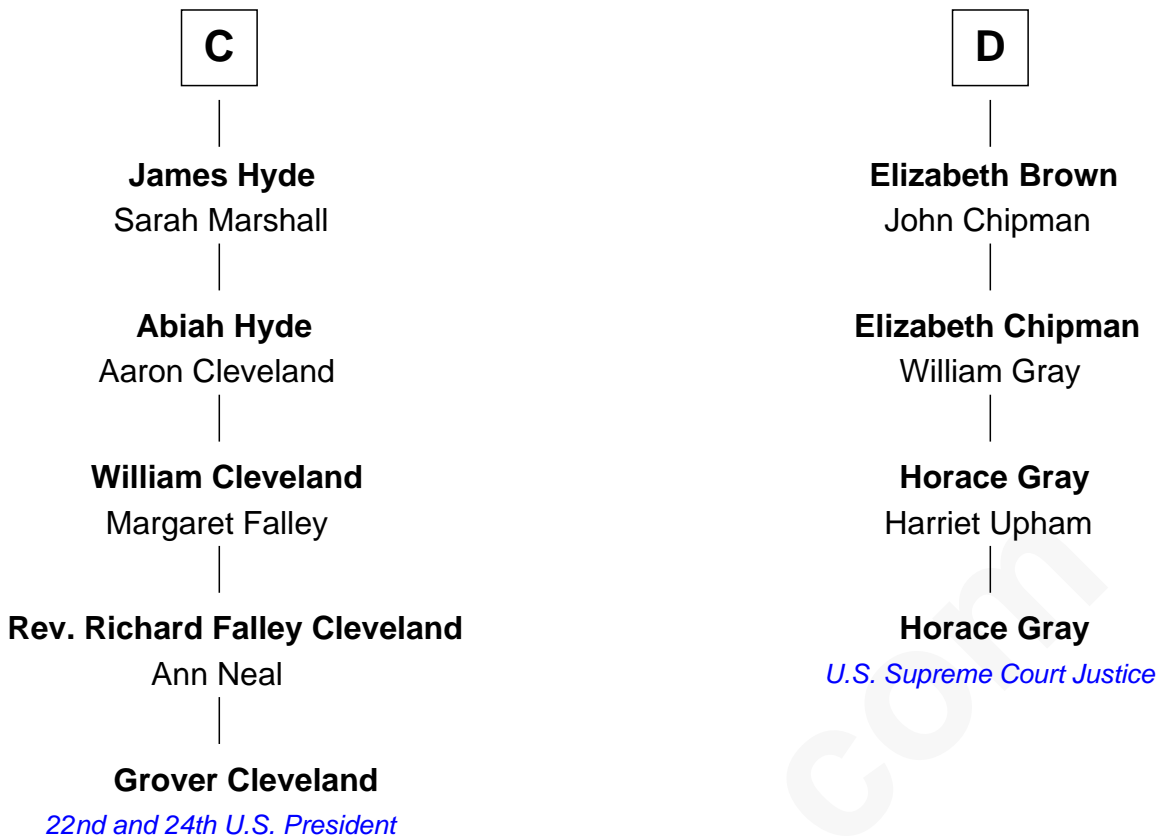 C
James Hyde
Sarah Marshall
Abiah Hyde
Aaron Cleveland
William Cleveland
Margaret Falley
Rev. Richard Falley Cleveland
Ann Neal
Grover Cleveland
22nd and 24th U.S. President
D
Elizabeth Brown
John Chipman
Elizabeth Chipman
William Gray
Horace Gray
Harriet Upham
Horace Gray
U.S. Supreme Court Justice
com